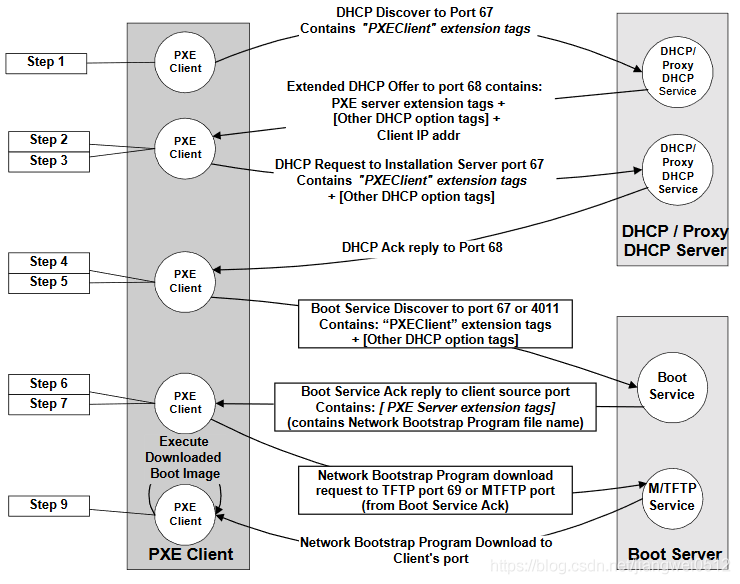 DHCP Discover to Port 67
Contains "PXEClient" extension tags
Step 1
PXE
Client
DHCP/
Proxy
DHCP
Service
Extended DHCP Offer to port 68 contains:
PXE server extension tags +
[Other DHCP option tags] +
Client IP addr
Step 2
Step 3
PXE
Client
DHCP Request to Installation Server port 67
Contains "PXEClient" extension tags
+ [Other DHCP option tags]
DHCP/
Proxy
DHCP
Service
DHCP / Proxy
DHCP Server
DHCP Ack reply to Port 68
Step 4
Step 5
PXE
Client
Boot Service Discover to port 67 or 4011
Contains: “PXEClient” extension tags
+ [Other DHCP option tags]
Step 6
Step 7
PXE
Client
Boot Service Ack reply to client source port
Contains: [ PXE Server extension tags]
(contains Network Bootstrap Program file name)
Boot
Service
Execute
Downloaded
Boot Image
Network Bootstrap Program download
request to TFTP port 69 or MTFTP port
(from Boot Service Ack)
M/TFTP
Service
Step 9
PXE
Client
Network Bootstrap Program Download to
Client's port
PXE Client
Boot Server
https://blog.csdn.net/jiangwei0512